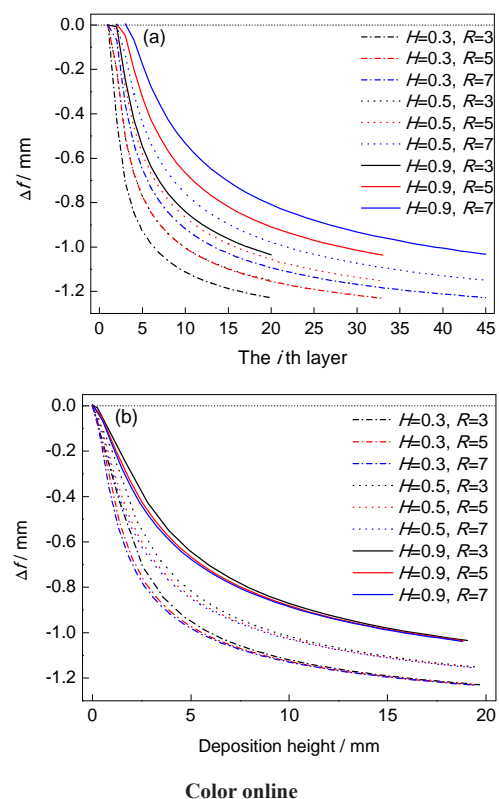 (a)
0.0
-0.2
-0.4
-0.6
-0.8
-1.0
-1.2
Δf / mm
H=0.3, R=3
H=0.3, R=5
H=0.3, R=7
H=0.5, R=3
H=0.5, R=5
H=0.5, R=7
H=0.9, R=3
H=0.9, R=5
H=0.9, R=7
0 5 10 15 20 25 30 35 40 45
The i th layer
(b)
0.0
-0.2
-0.4
-0.6
-0.8
-1.0
-1.2
Δf / mm
H=0.3, R=3
H=0.3, R=5
H=0.3, R=7
H=0.5, R=3
H=0.5, R=5
H=0.5, R=7
H=0.9, R=3
H=0.9, R=5
H=0.9, R=7
0 5 10 15 20
Deposition height / mm
Color online